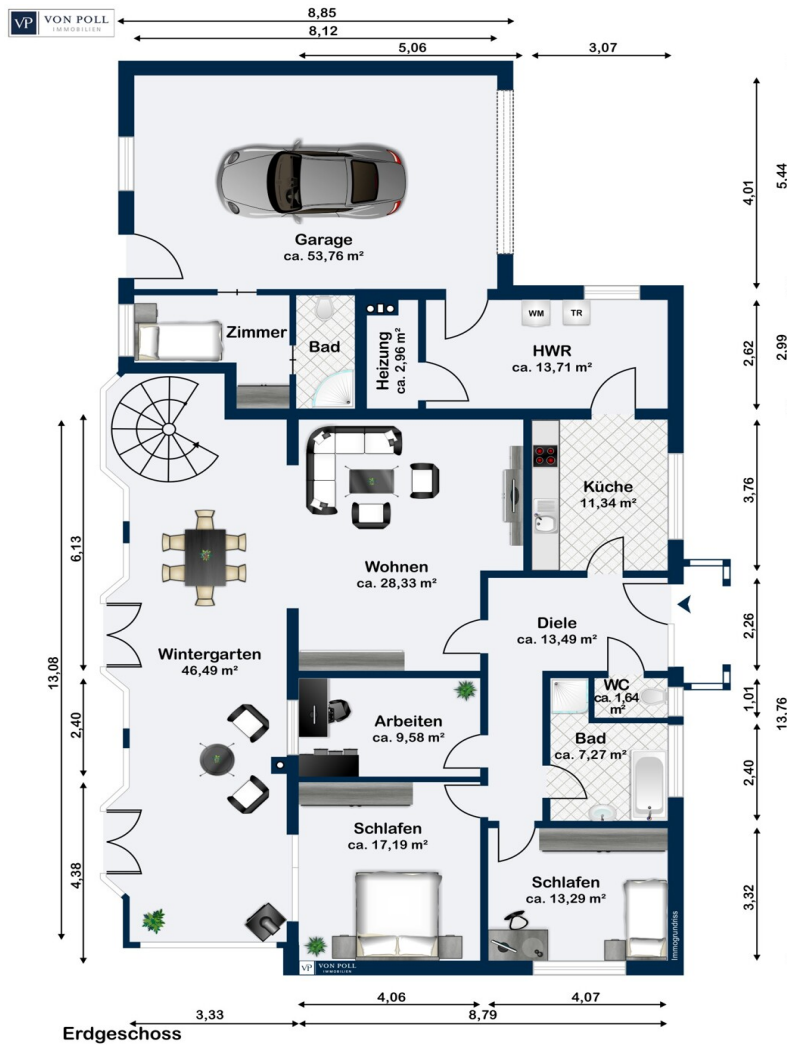 VP VON POLL
IMMOBILIEN
8,85
8,12
5,06
3,07
Garage
ca. 53,76 m²
4,01
5,44
Zimmer
Bad
Heizung
ca. 2,96 m²
WM
TR
HWR
ca. 13,71 m²
2,62
2,99
Küche
11,34 m²
3,76
Wohnen
ca. 28,33 m²
6,13
13,08
Wintergarten
46,49 m²
Diele
ca. 13,49 m²
2,26
WC
ca. 1,64
m²
1,01
13,76
2,40
Arbeiten
ca. 9,58 m²
Bad
ca. 7,27 m²
2,40
Schlafen
ca. 17,19 m²
4,38
Schlafen
ca. 13,29 m²
3,32
Immogrundriss
VP VON POLL
IMMOBILIEN
4,06
4,07
3,33
8,79
Erdgeschoss